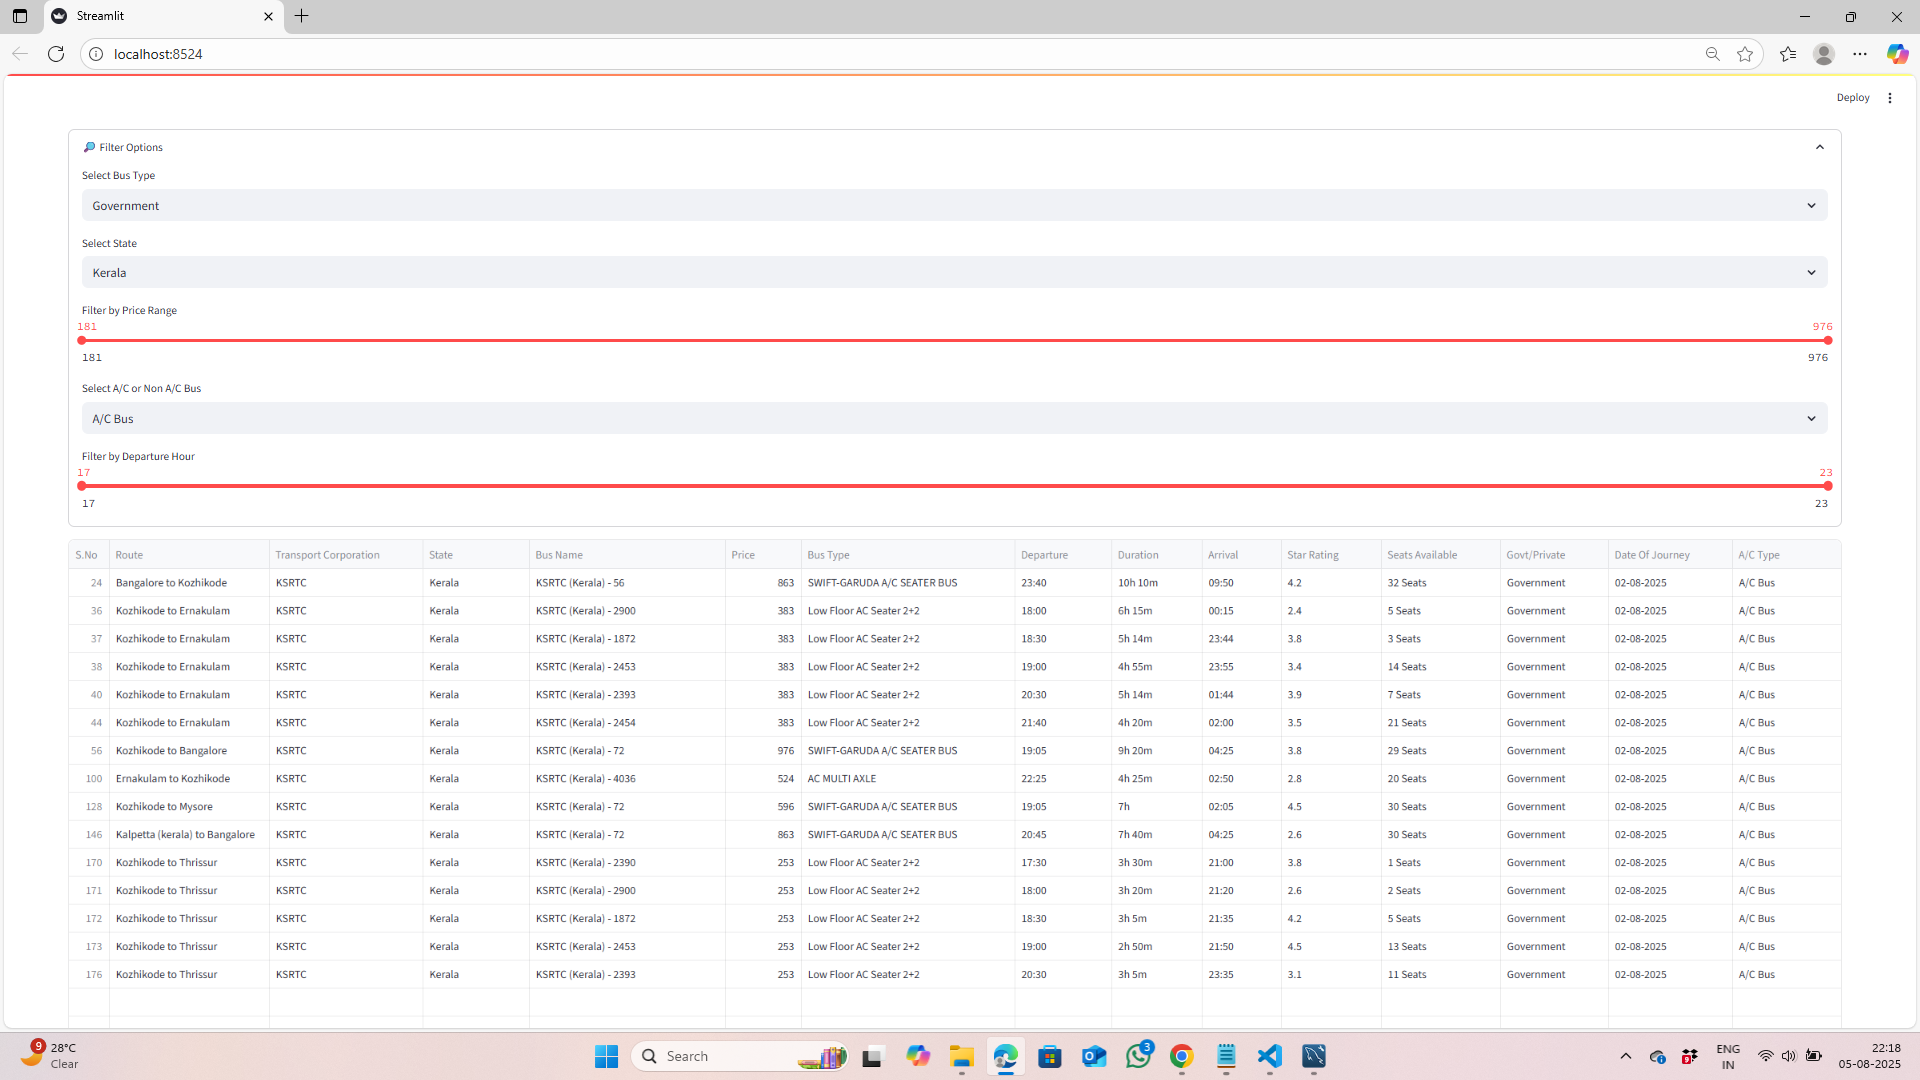 Streamlit
localhost:8524
Deploy
Filter Options
Select Bus Type
Government
Select State
Kerala
Filter by Price Range
181 976
181 976
Select A/C or Non A/C Bus
A/C Bus
Filter by Departure Hour
17 23
17 23
S.No Route Transport Corporation State Bus Name Price Bus Type Departure Duration Arrival Star Rating Seats Available Govt/Private Date Of Journey A/C Type
24 Bangalore to Kozhikode KSRTC Kerala KSRTC (Kerala) - 56 863 SWIFT-GARUDA A/C SEATER BUS 23:40 10h 10m 09:50 4.2 32 Seats Government 02-08-2025 A/C Bus
36 Kozhikode to Ernakulam KSRTC Kerala KSRTC (Kerala) - 2900 383 Low Floor AC Seater 2+2 18:00 6h 15m 00:15 2.4 5 Seats Government 02-08-2025 A/C Bus
37 Kozhikode to Ernakulam KSRTC Kerala KSRTC (Kerala) - 1872 383 Low Floor AC Seater 2+2 18:30 5h 14m 23:44 3.8 3 Seats Government 02-08-2025 A/C Bus
38 Kozhikode to Ernakulam KSRTC Kerala KSRTC (Kerala) - 2453 383 Low Floor AC Seater 2+2 19:00 4h 55m 23:55 3.4 14 Seats Government 02-08-2025 A/C Bus
40 Kozhikode to Ernakulam KSRTC Kerala KSRTC (Kerala) - 2393 383 Low Floor AC Seater 2+2 20:30 5h 14m 01:44 3.9 7 Seats Government 02-08-2025 A/C Bus
44 Kozhikode to Ernakulam KSRTC Kerala KSRTC (Kerala) - 2454 383 Low Floor AC Seater 2+2 21:40 4h 20m 02:00 3.5 21 Seats Government 02-08-2025 A/C Bus
56 Kozhikode to Bangalore KSRTC Kerala KSRTC (Kerala) - 72 976 SWIFT-GARUDA A/C SEATER BUS 19:05 9h 20m 04:25 3.8 29 Seats Government 02-08-2025 A/C Bus
100 Ernakulam to Kozhikode KSRTC Kerala KSRTC (Kerala) - 4036 524 AC MULTI AXLE 22:25 4h 25m 02:50 2.8 20 Seats Government 02-08-2025 A/C Bus
128 Kozhikode to Mysore KSRTC Kerala KSRTC (Kerala) - 72 596 SWIFT-GARUDA A/C SEATER BUS 19:05 7h 02:05 4.5 30 Seats Government 02-08-2025 A/C Bus
146 Kalpetta (kerala) to Bangalore KSRTC Kerala KSRTC (Kerala) - 72 863 SWIFT-GARUDA A/C SEATER BUS 20:45 7h 40m 04:25 2.6 30 Seats Government 02-08-2025 A/C Bus
170 Kozhikode to Thrissur KSRTC Kerala KSRTC (Kerala) - 2390 253 Low Floor AC Seater 2+2 17:30 3h 30m 21:00 3.8 1 Seats Government 02-08-2025 A/C Bus
171 Kozhikode to Thrissur KSRTC Kerala KSRTC (Kerala) - 2900 253 Low Floor AC Seater 2+2 18:00 3h 20m 21:20 2.6 2 Seats Government 02-08-2025 A/C Bus
172 Kozhikode to Thrissur KSRTC Kerala KSRTC (Kerala) - 1872 253 Low Floor AC Seater 2+2 18:30 3h 5m 21:35 4.2 5 Seats Government 02-08-2025 A/C Bus
173 Kozhikode to Thrissur KSRTC Kerala KSRTC (Kerala) - 2453 253 Low Floor AC Seater 2+2 19:00 2h 50m 21:50 4.5 13 Seats Government 02-08-2025 A/C Bus
176 Kozhikode to Thrissur KSRTC Kerala KSRTC (Kerala) - 2393 253 Low Floor AC Seater 2+2 20:30 3h 5m 23:35 3.1 11 Seats Government 02-08-2025 A/C Bus
9 28°C
Clear
Search
3
9
ENG
IN
22:18
05-08-2025